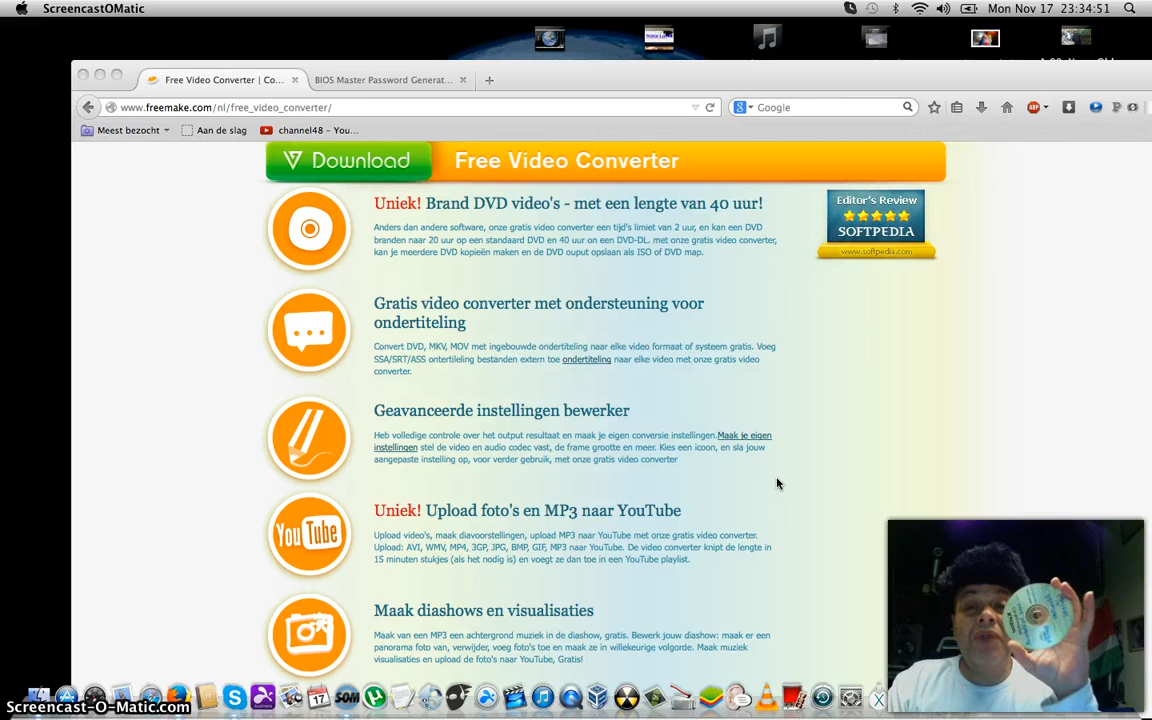 ScreencastOMatic
Mon Nov 17 23:34:51
Free Video Converter | Co...
BIOS Master Password Generat...
www.freemake.com/nl/free_video_converter/
Google
Meest bezocht
Aan de slag
channel48 - You...
Download
Free Video Converter
Uniek! Brand DVD video's - met een lengte van 40 uur!
Anders dan andere software, onze gratis video converter een tijd's limiet van 2 uur, en kan een DVD
branden naar 20 uur op een standaard DVD en 40 uur on een DVD-DL. met onze gratis video converter,
kan je meerdere DVD kopieën maken en de DVD ouput opslaan als ISO of DVD map.
Editor's Review
SOFTPEDIA
www.softpedia.com
Gratis video converter met ondersteuning voor
ondertiteling
Convert DVD, MKV, MOV met ingebouwde ondertiteling naar elke video formaat of systeem gratis. Voeg
SSA/SRT/ASS ontertileling bestanden extern toe ondertiteling naar elke video met onze gratis video
converter.
Geavanceerde instellingen bewerker
Heb volledige controle over het output resultaat en maak je eigen conversie instellingen.Maak je eigen
instellingen stel de video en audio codec vast, de frame grootte en meer. Kies een icoon, en sla jouw
aangepaste instelling op, voor verder gebruik, met onze gratis video converter
You Tube
Uniek! Upload foto's en MP3 naar YouTube
Upload video's, maak diavoorstellingen, upload MP3 naar YouTube met onze gratis video converter.
Upload: AVI, WMV, MP4, 3GP, JPG, BMP, GIF, MP3 naar YouTube. De video converter knipt de lengte in
15 minuten stukjes (als het nodig is) en voegt ze dan toe in een YouTube playlist.
Maak diashows en visualisaties
Maak van een MP3 een achtergrond muziek in de diashow, gratis. Bewerk jouw diashow: maak er een
panorama foto van, verwijder, voeg foto's toe en maak ze in willekeurige volgorde. Maak muziek
visualisaties en upload de foto's naar YouTube, Gratis!
17
SOM
Screencast-O-Matic.com